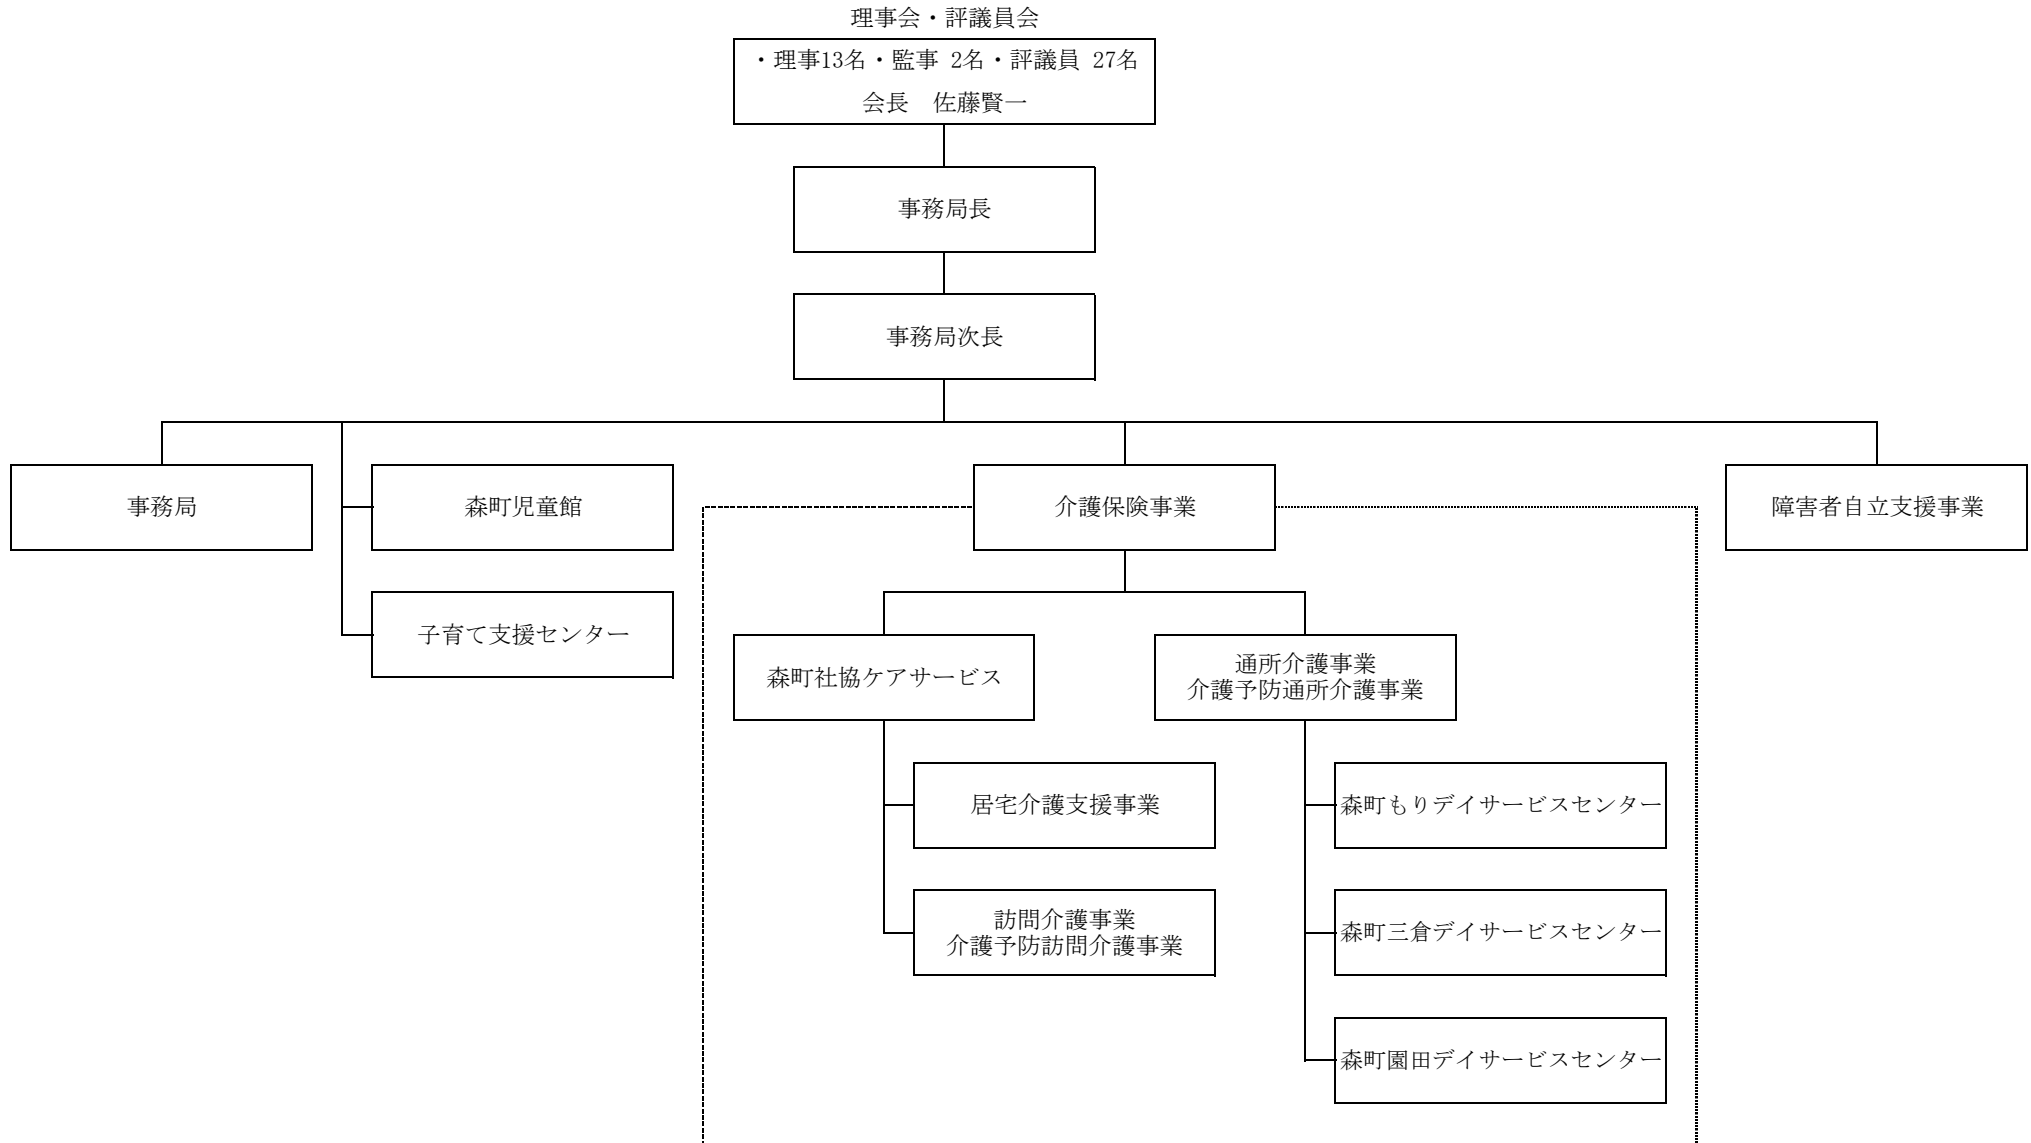 理事会・評議員会
・理事13名・監事 2名・評議員 27名
会長　佐藤賢一
事務局長
事務局次長
事務局
森町児童館
介護保険事業
障害者自立支援事業
子育て支援センター
森町社協ケアサービス
通所介護事業
介護予防通所介護事業
居宅介護支援事業
森町もりデイサービスセンター
訪問介護事業
介護予防訪問介護事業
森町三倉デイサービスセンター
森町園田デイサービスセンター